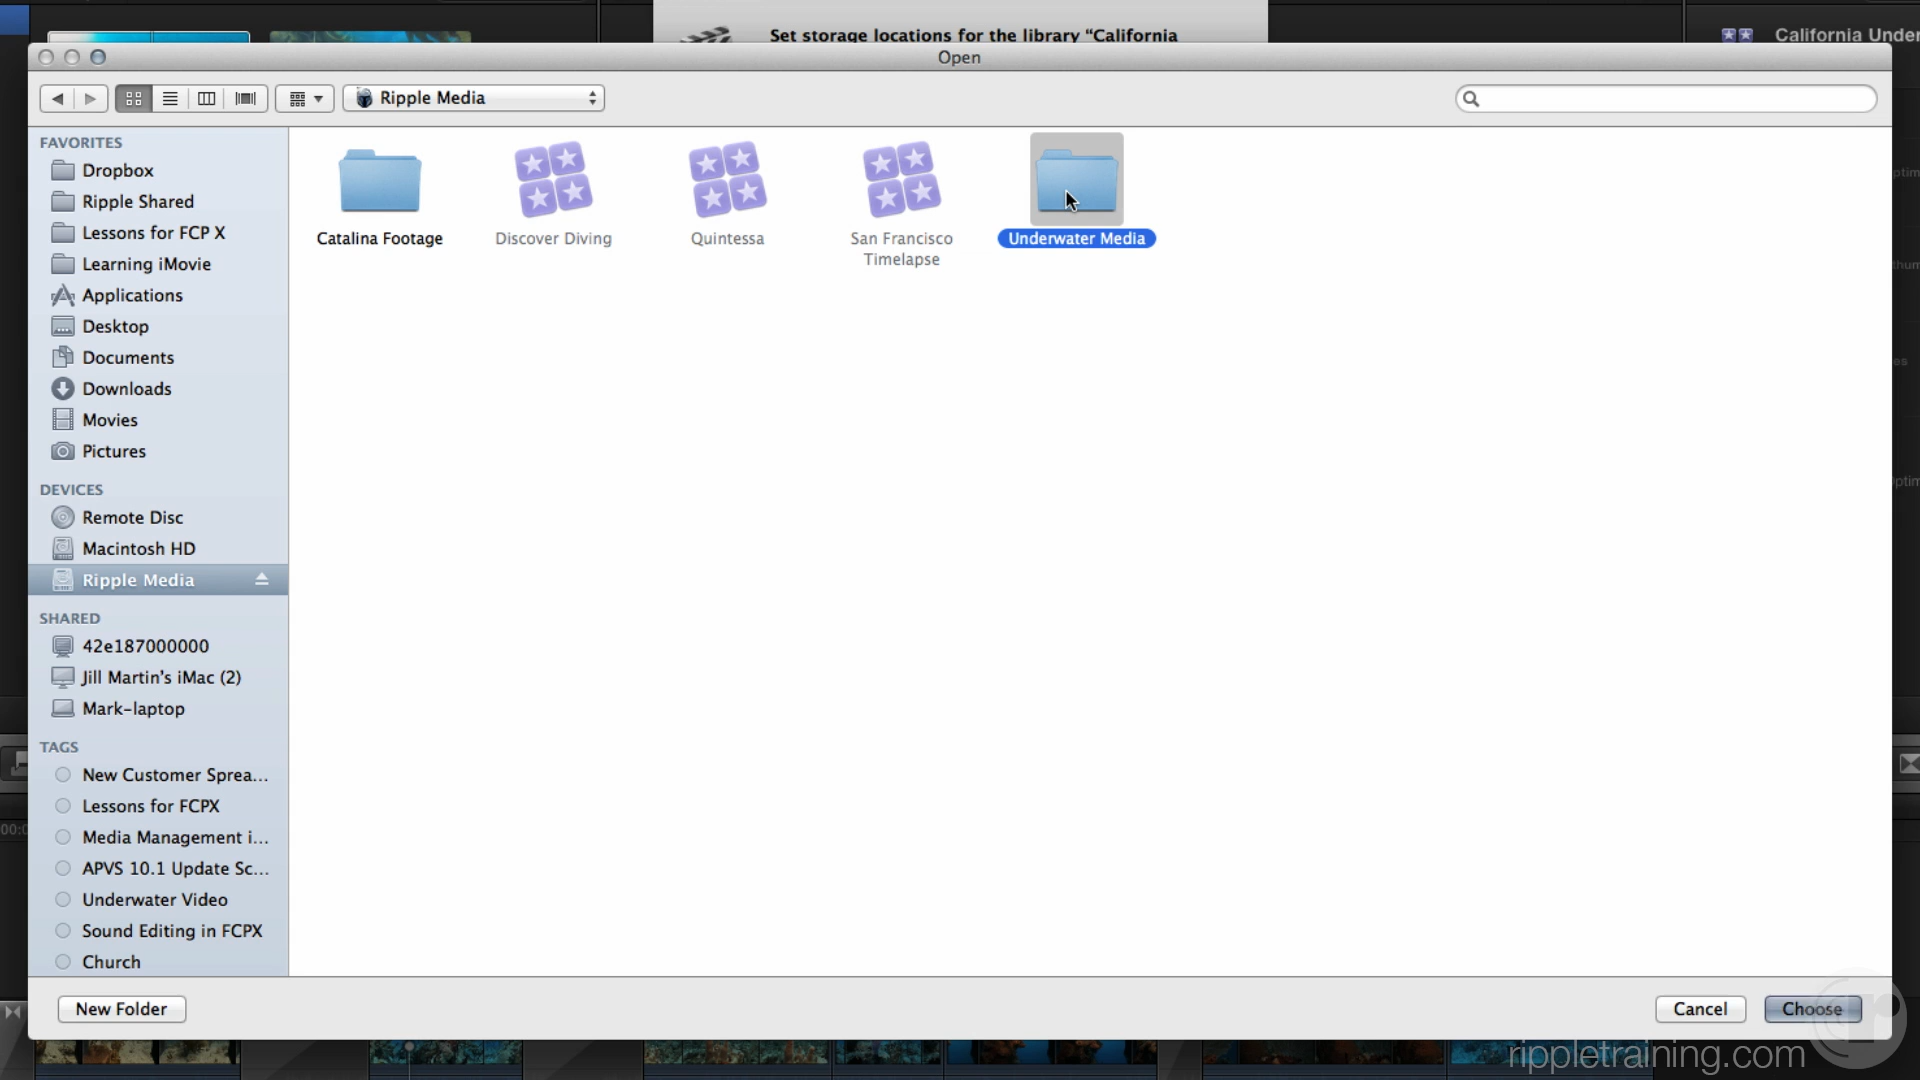 Set storage locations for the library “California
California Under
Open
Ripple Media
FAVORITES
Dropbox
Ripple Shared
Lessons for FCP X
Learning iMovie
Applications
Desktop
Documents
Downloads
Movies
Pictures
DEVICES
Remote Disc
Macintosh HD
Ripple Media
SHARED
42e187000000
Jill Martin’s iMac (2)
Mark-laptop
TAGS
New Customer Sprea...
Lessons for FCPX
Media Management i...
APVS 10.1 Update Sc...
Underwater Video
Sound Editing in FCPX
Church
Catalina Footage
Discover Diving
Quintessa
San Francisco
Timelapse
Underwater Media
New Folder
Cancel
Choose
rippletraining.com